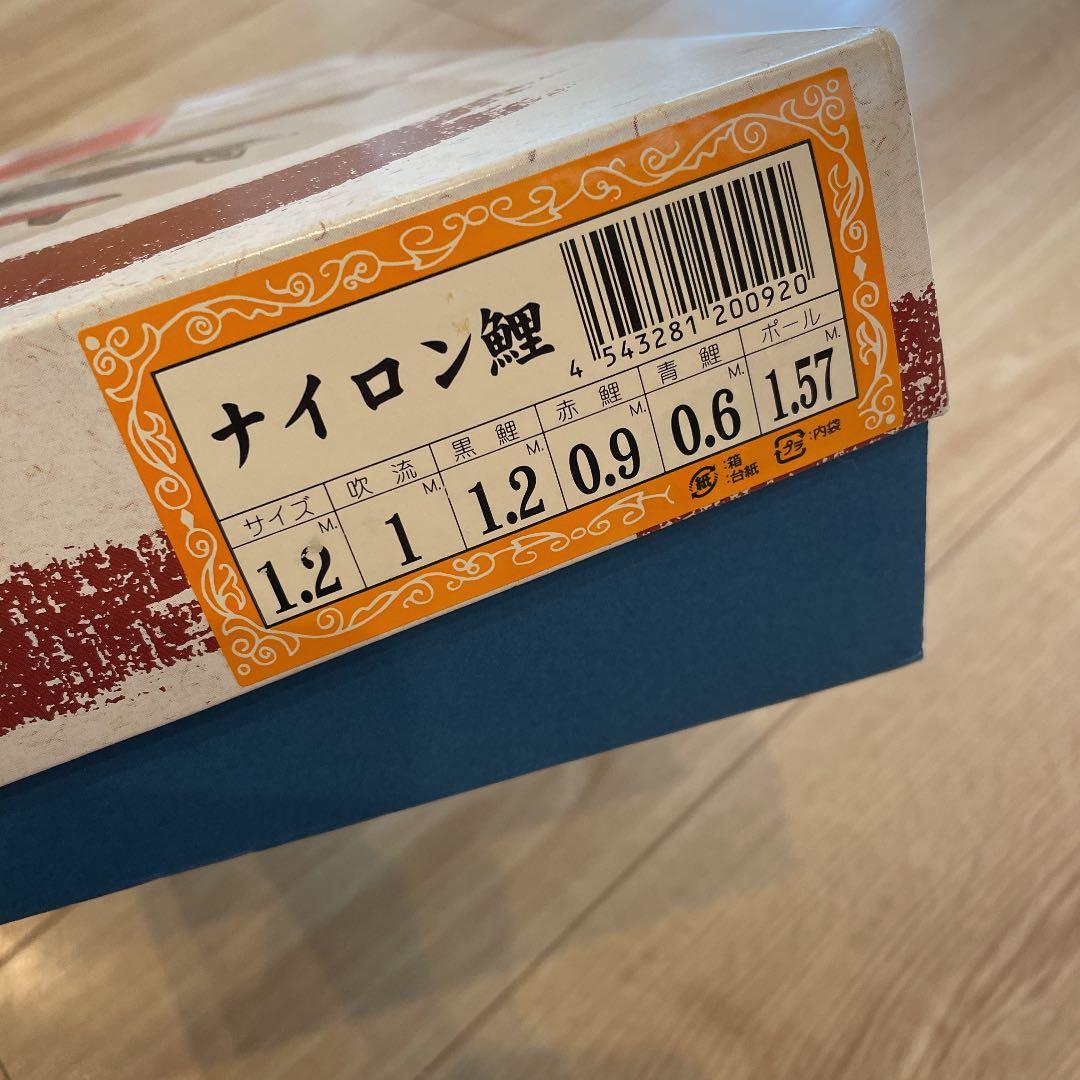 ナイロン鯉
4 543281 200920
サイズ 吹流 黒鯉 赤鯉 青鯉 ポール
M. M. M. M. M. M.
1.2 1 1.2 0.9 0.6 1.57
紙 :箱 :台紙 プラ :内袋